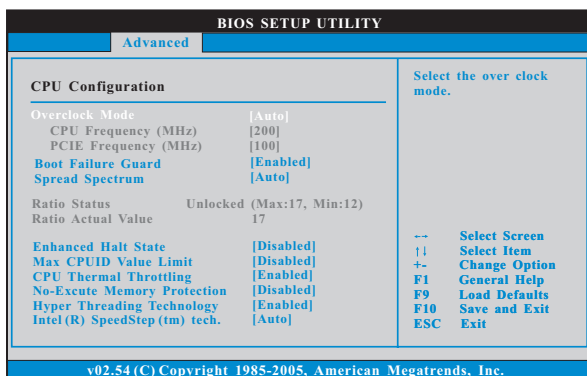 BIOS SETUP UTILITY
Advanced
CPU Configuration
Overclock Mode [Auto]
CPU Frequency (MHz) [200]
PCIE Frequency (MHz) [100]
Boot Failure Guard [Enabled]
Spread Spectrum [Auto]
Ratio Status Unlocked (Max:17, Min:12)
Ratio Actual Value 17
Enhanced Halt State [Disabled]
Max CPUID Value Limit [Disabled]
CPU Thermal Throttling [Enabled]
No-Excute Memory Protection [Disabled]
Hyper Threading Technology [Enabled]
Intel(R) SpeedStep(tm) tech. [Auto]
Select the over clock
mode.
←→ Select Screen
↑↓ Select Item
+- Change Option
F1 General Help
F9 Load Defaults
F10 Save and Exit
ESC Exit
v02.54 (C) Copyright 1985-2005, American Megatrends, Inc.